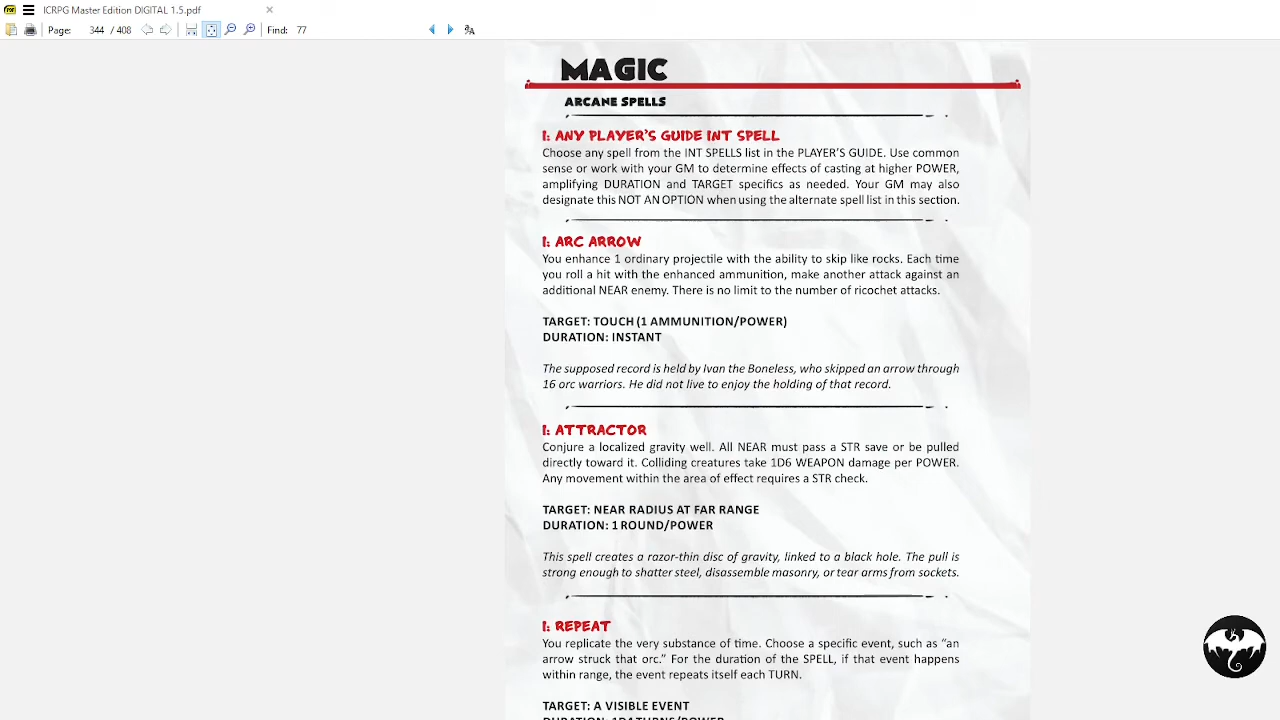 ICRPG Master Edition DIGITAL 1.5.pdf
Page: 344 / 408 Find: 77
MAGIC
ARCANE SPELLS
1: ANY PLAYER'S GUIDE INT SPELL
Choose any spell from the INT SPELLS list in the PLAYER'S GUIDE. Use common
sense or work with your GM to determine effects of casting at higher POWER,
amplifying DURATION and TARGET specifics as needed. Your GM may also
designate this NOT AN OPTION when using the alternate spell list in this section.
1: ARC ARROW
You enhance 1 ordinary projectile with the ability to skip like rocks. Each time
you roll a hit with the enhanced ammunition, make another attack against an
additional NEAR enemy. There is no limit to the number of ricochet attacks.
TARGET: TOUCH (1 AMMUNITION/POWER)
DURATION: INSTANT
The supposed record is held by Ivan the Boneless, who skipped an arrow through
16 orc warriors. He did not live to enjoy the holding of that record.
1: ATTRACTOR
Conjure a localized gravity well. All NEAR must pass a STR save or be pulled
directly toward it. Colliding creatures take 1D6 WEAPON damage per POWER.
Any movement within the area of effect requires a STR check.
TARGET: NEAR RADIUS AT FAR RANGE
DURATION: 1 ROUND/POWER
This spell creates a razor-thin disc of gravity, linked to a black hole. The pull is
strong enough to shatter steel, disassemble masonry, or tear arms from sockets.
1: REPEAT
You replicate the very substance of time. Choose a specific event, such as “an
arrow struck that orc.” For the duration of the SPELL, if that event happens
within range, the event repeats itself each TURN.
TARGET: A VISIBLE EVENT
DURATION: 1D4 TURNS/POWER